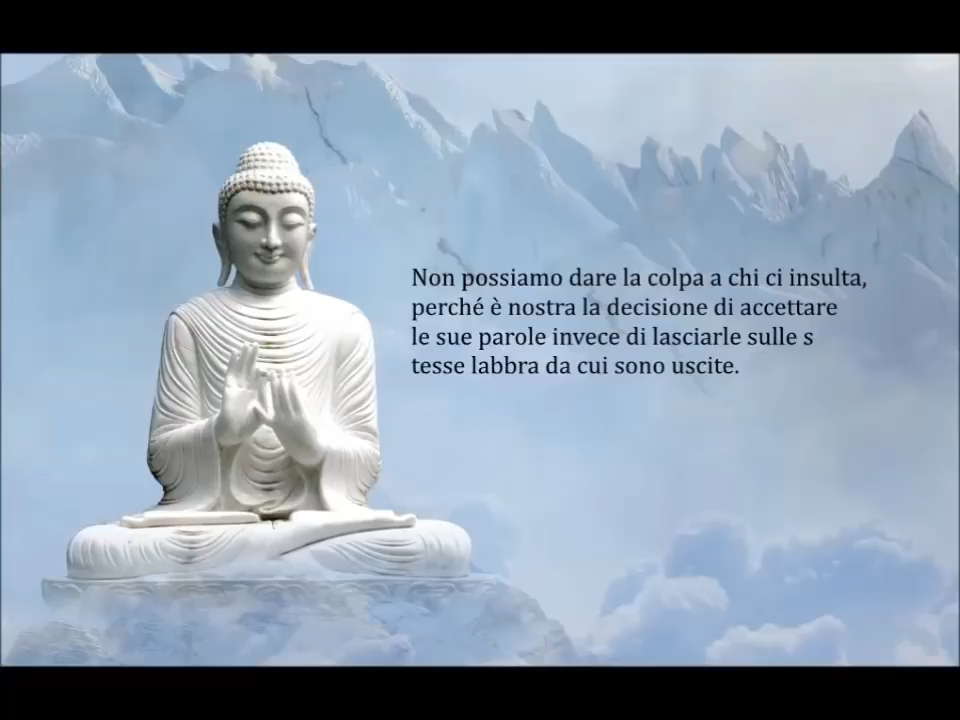 Non possiamo dare la colpa a chi ci insulta,
perché è nostra la decisione di accettare
le sue parole invece di lasciarle sulle s
tesse labbra da cui sono uscite.